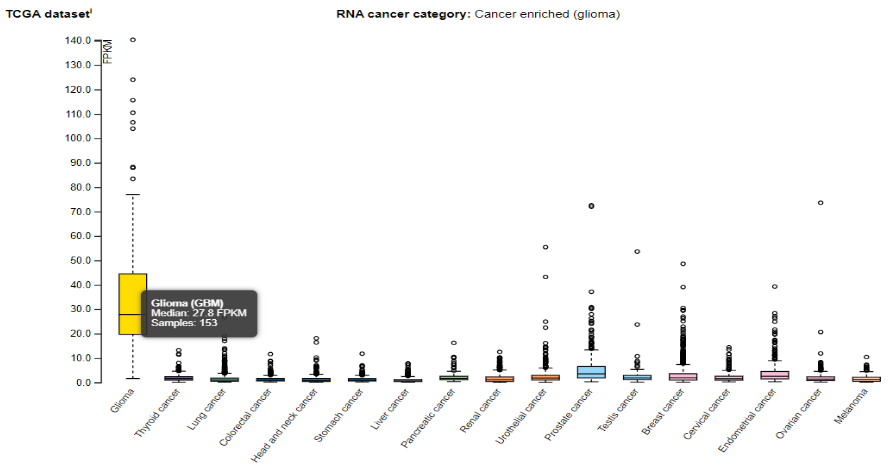 TCGA datasetⁱ
RNA cancer category: Cancer enriched (glioma)
FPKM
140.0
130.0
120.0
110.0
100.0
90.0
80.0
70.0
60.0
50.0
40.0
30.0
20.0
10.0
0.0
Glioma (GBM)
Median: 27.8 FPKM
Samples: 153
Glioma
Thyroid cancer
Lung cancer
Colorectal cancer
Head and neck cancer
Stomach cancer
Liver cancer
Pancreatic cancer
Renal cancer
Urothelial cancer
Prostate cancer
Testis cancer
Breast cancer
Cervical cancer
Endometrial cancer
Ovarian cancer
Melanoma